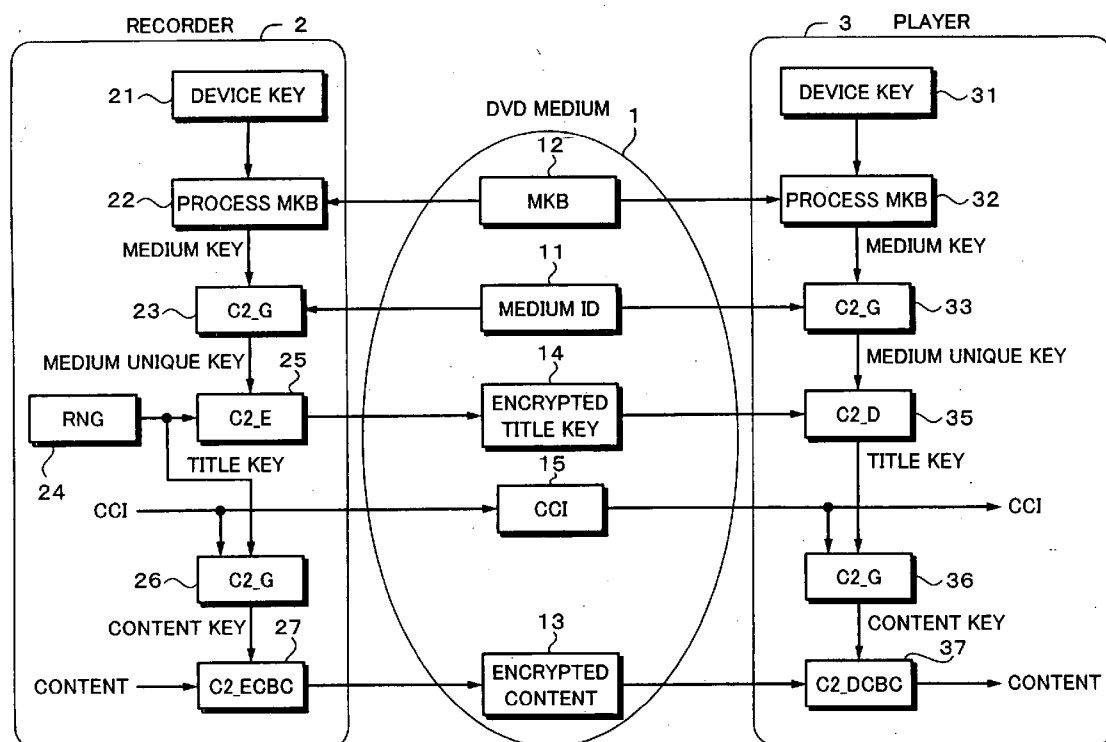 RECORDER
2
3
PLAYER
21
DEVICE KEY
DVD MEDIUM
1
DEVICE KEY
31
12
22
PROCESS MKB
MKB
PROCESS MKB
32
MEDIUM KEY
MEDIUM KEY
11
23
C2_G
MEDIUM ID
C2_G
33
MEDIUM UNIQUE KEY
25
14
MEDIUM UNIQUE KEY
RNG
C2_E
ENCRYPTED
TITLE KEY
C2_D
35
24
TITLE KEY
15
TITLE KEY
CCI
CCI
CCI
26
C2_G
C2_G
36
CONTENT KEY
27
13
CONTENT KEY
37
CONTENT
C2_ECBC
ENCRYPTED
CONTENT
C2_DCBC
CONTENT